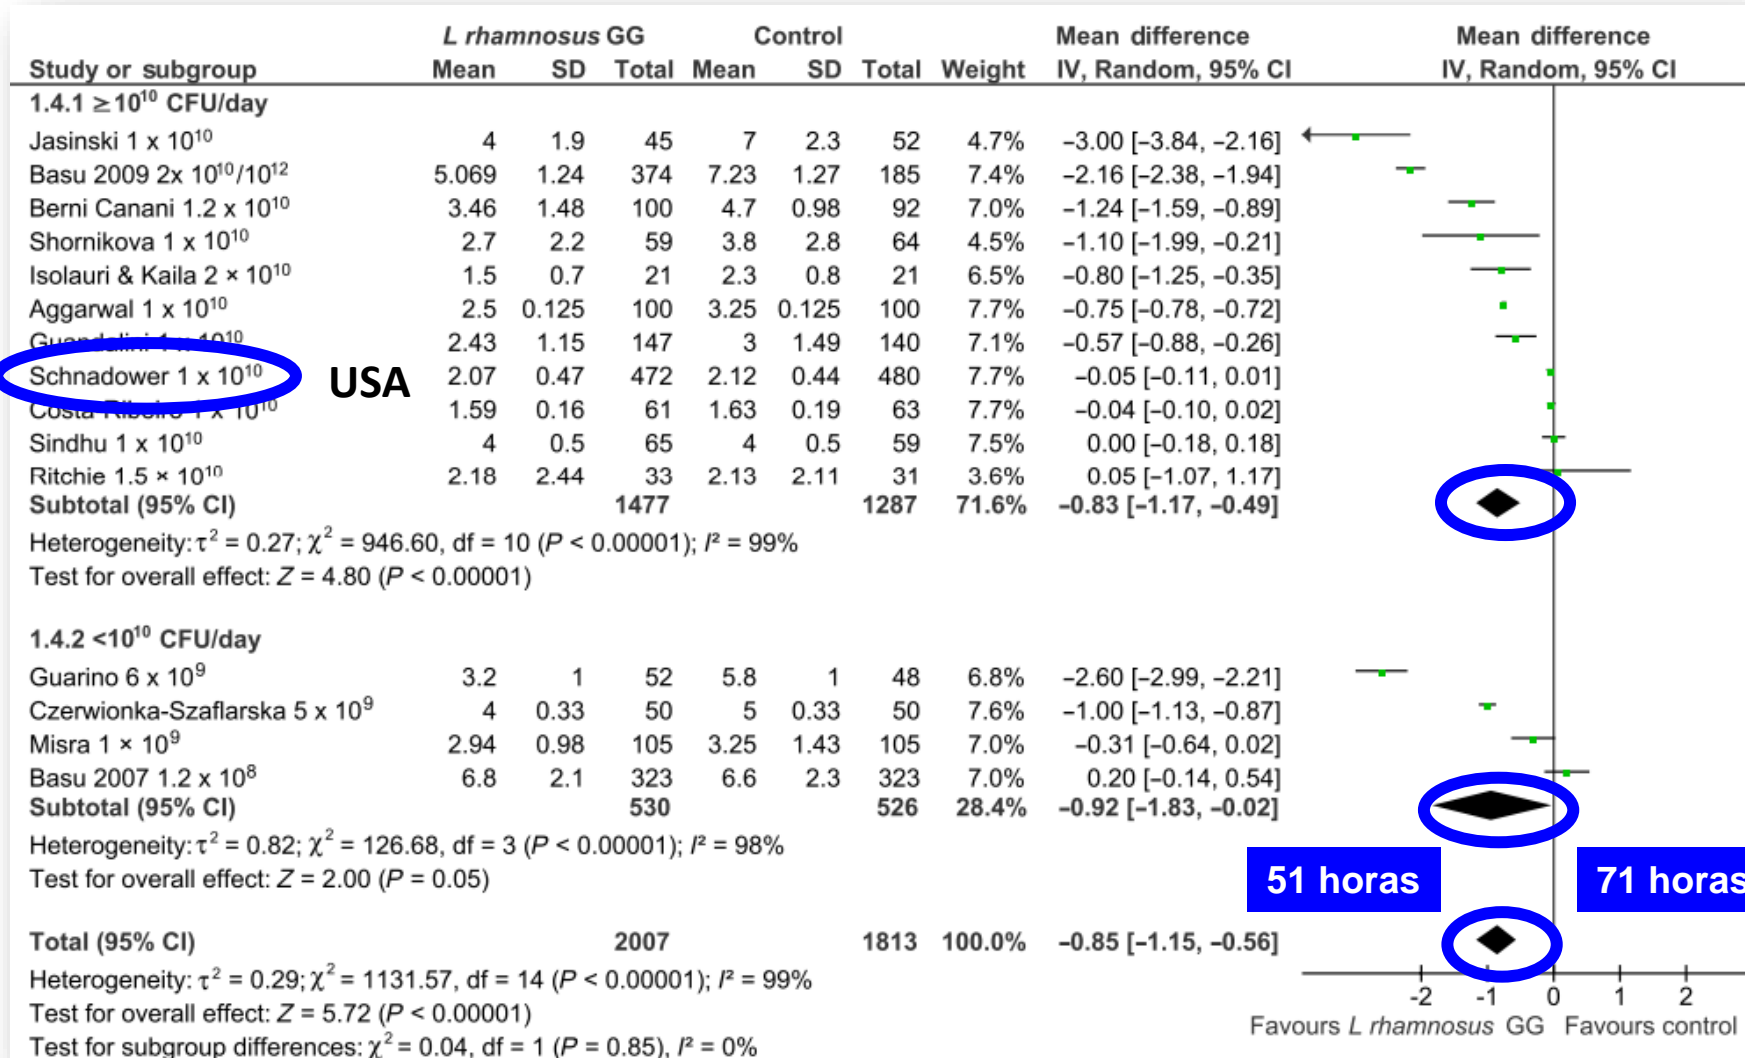 L rhamnosus GG Control Mean difference Mean difference
Study or subgroup Mean SD Total Mean SD Total Weight IV, Random, 95% CI IV, Random, 95% CI
1.4.1 ≥10¹⁰ CFU/day
Jasinski 1 x 10¹⁰ 4 1.9 45 7 2.3 52 4.7% −3.00 [−3.84, −2.16]
Basu 2009 2x 10¹⁰/10¹² 5.069 1.24 374 7.23 1.27 185 7.4% −2.16 [−2.38, −1.94]
Berni Canani 1.2 x 10¹⁰ 3.46 1.48 100 4.7 0.98 92 7.0% −1.24 [−1.59, −0.89]
Shornikova 1 x 10¹⁰ 2.7 2.2 59 3.8 2.8 64 4.5% −1.10 [−1.99, −0.21]
Isolauri & Kaila 2 × 10¹⁰ 1.5 0.7 21 2.3 0.8 21 6.5% −0.80 [−1.25, −0.35]
Aggarwal 1 x 10¹⁰ 2.5 0.125 100 3.25 0.125 100 7.7% −0.75 [−0.78, −0.72]
Guandalini 1 x 10¹⁰ 2.43 1.15 147 3 1.49 140 7.1% −0.57 [−0.88, −0.26]
Schnadower 1 x 10¹⁰ USA 2.07 0.47 472 2.12 0.44 480 7.7% −0.05 [−0.11, 0.01]
Costa-Ribeiro 1 x 10¹⁰ 1.59 0.16 61 1.63 0.19 63 7.7% −0.04 [−0.10, 0.02]
Sindhu 1 x 10¹⁰ 4 0.5 65 4 0.5 59 7.5% 0.00 [−0.18, 0.18]
Ritchie 1.5 × 10¹⁰ 2.18 2.44 33 2.13 2.11 31 3.6% 0.05 [−1.07, 1.17]
Subtotal (95% CI) 1477 1287 71.6% −0.83 [−1.17, −0.49]
Heterogeneity: τ² = 0.27; χ² = 946.60, df = 10 (P < 0.00001); I² = 99%
Test for overall effect: Z = 4.80 (P < 0.00001)
1.4.2 <10¹⁰ CFU/day
Guarino 6 x 10⁹ 3.2 1 52 5.8 1 48 6.8% −2.60 [−2.99, −2.21]
Czerwionka-Szaflarska 5 x 10⁹ 4 0.33 50 5 0.33 50 7.6% −1.00 [−1.13, −0.87]
Misra 1 × 10⁹ 2.94 0.98 105 3.25 1.43 105 7.0% −0.31 [−0.64, 0.02]
Basu 2007 1.2 x 10⁸ 6.8 2.1 323 6.6 2.3 323 7.0% 0.20 [−0.14, 0.54]
Subtotal (95% CI) 530 526 28.4% −0.92 [−1.83, −0.02]
Heterogeneity: τ² = 0.82; χ² = 126.68, df = 3 (P < 0.00001); I² = 98%
Test for overall effect: Z = 2.00 (P = 0.05)
51 horas 71 horas
Total (95% CI) 2007 1813 100.0% −0.85 [−1.15, −0.56]
Heterogeneity: τ² = 0.29; χ² = 1131.57, df = 14 (P < 0.00001); I² = 99%
-2 -1 0 1 2
Test for overall effect: Z = 5.72 (P < 0.00001)
Favours L rhamnosus GG Favours control
Test for subgroup differences: χ² = 0.04, df = 1 (P = 0.85), I² = 0%